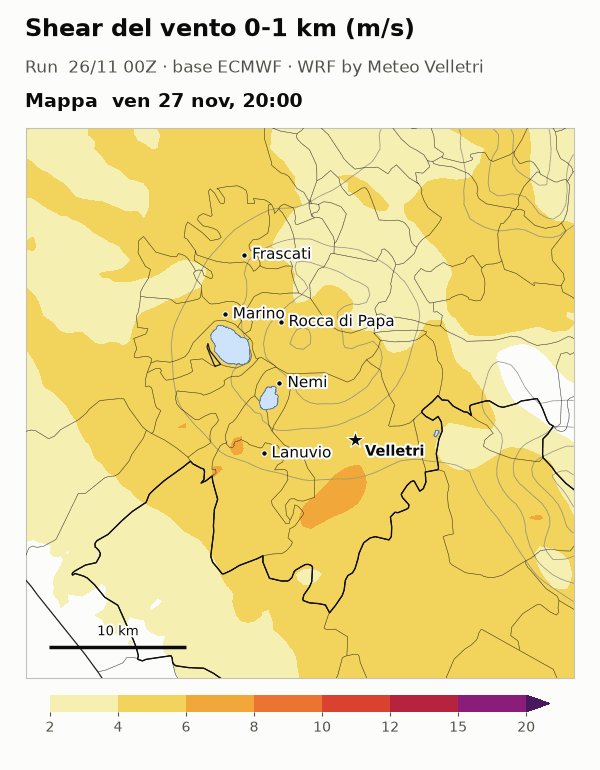 Shear del vento 0-1 km (m/s)
Run  26/11 00Z · base ECMWF · WRF by Meteo Velletri
Mappa  ven 27 nov, 20:00
Frascati
Marino
Rocca di Papa
Nemi
Velletri
Lanuvio
10 km
2 4 6 8 10 12 15 20